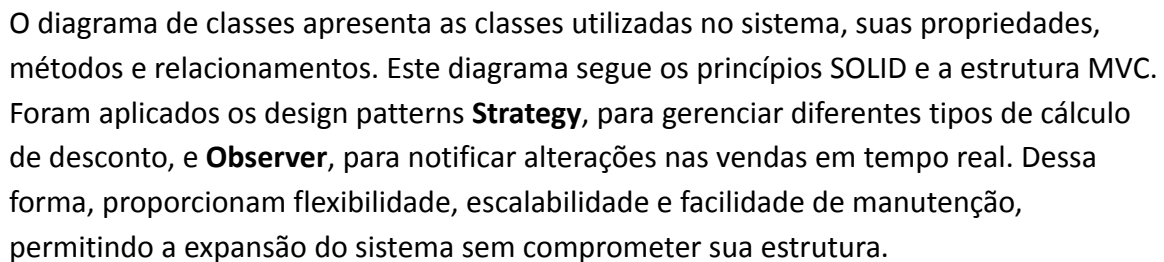 O diagrama de classes apresenta as classes utilizadas no sistema, suas propriedades,
métodos e relacionamentos. Este diagrama segue os princípios SOLID e a estrutura MVC.
Foram aplicados os design patterns Strategy, para gerenciar diferentes tipos de cálculo
de desconto, e Observer, para notificar alterações nas vendas em tempo real. Dessa
forma, proporcionam flexibilidade, escalabilidade e facilidade de manutenção,
permitindo a expansão do sistema sem comprometer sua estrutura.